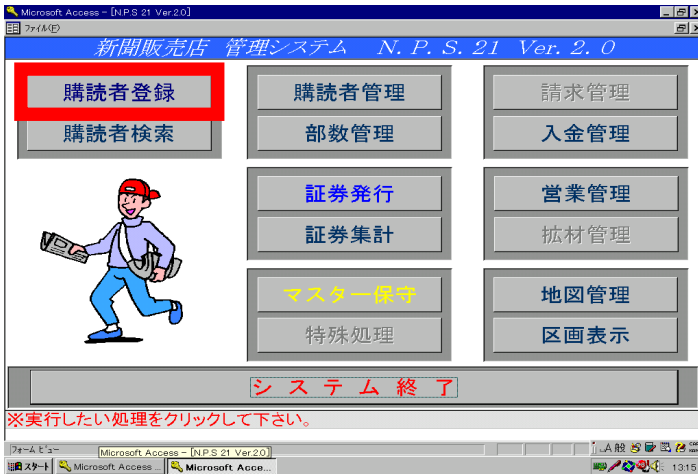 Microsoft Access - [N.P.S 21 Ver.2.0]
ファイル(F)
新聞販売店 管理システム N.P.S.21 Ver.2.0
購読者登録
購読者管理
請求管理
購読者検索
部数管理
入金管理
証券発行
営業管理
証券集計
拡材管理
マスター保守
地図管理
特殊処理
区画表示
システム終了
※実行したい処理をクリックして下さい。
フォーム ビュー
Microsoft Access - [N.P.S 21 Ver.2.0]
A 般
スタート
Microsoft Access ...
Microsoft Acce...
13:15